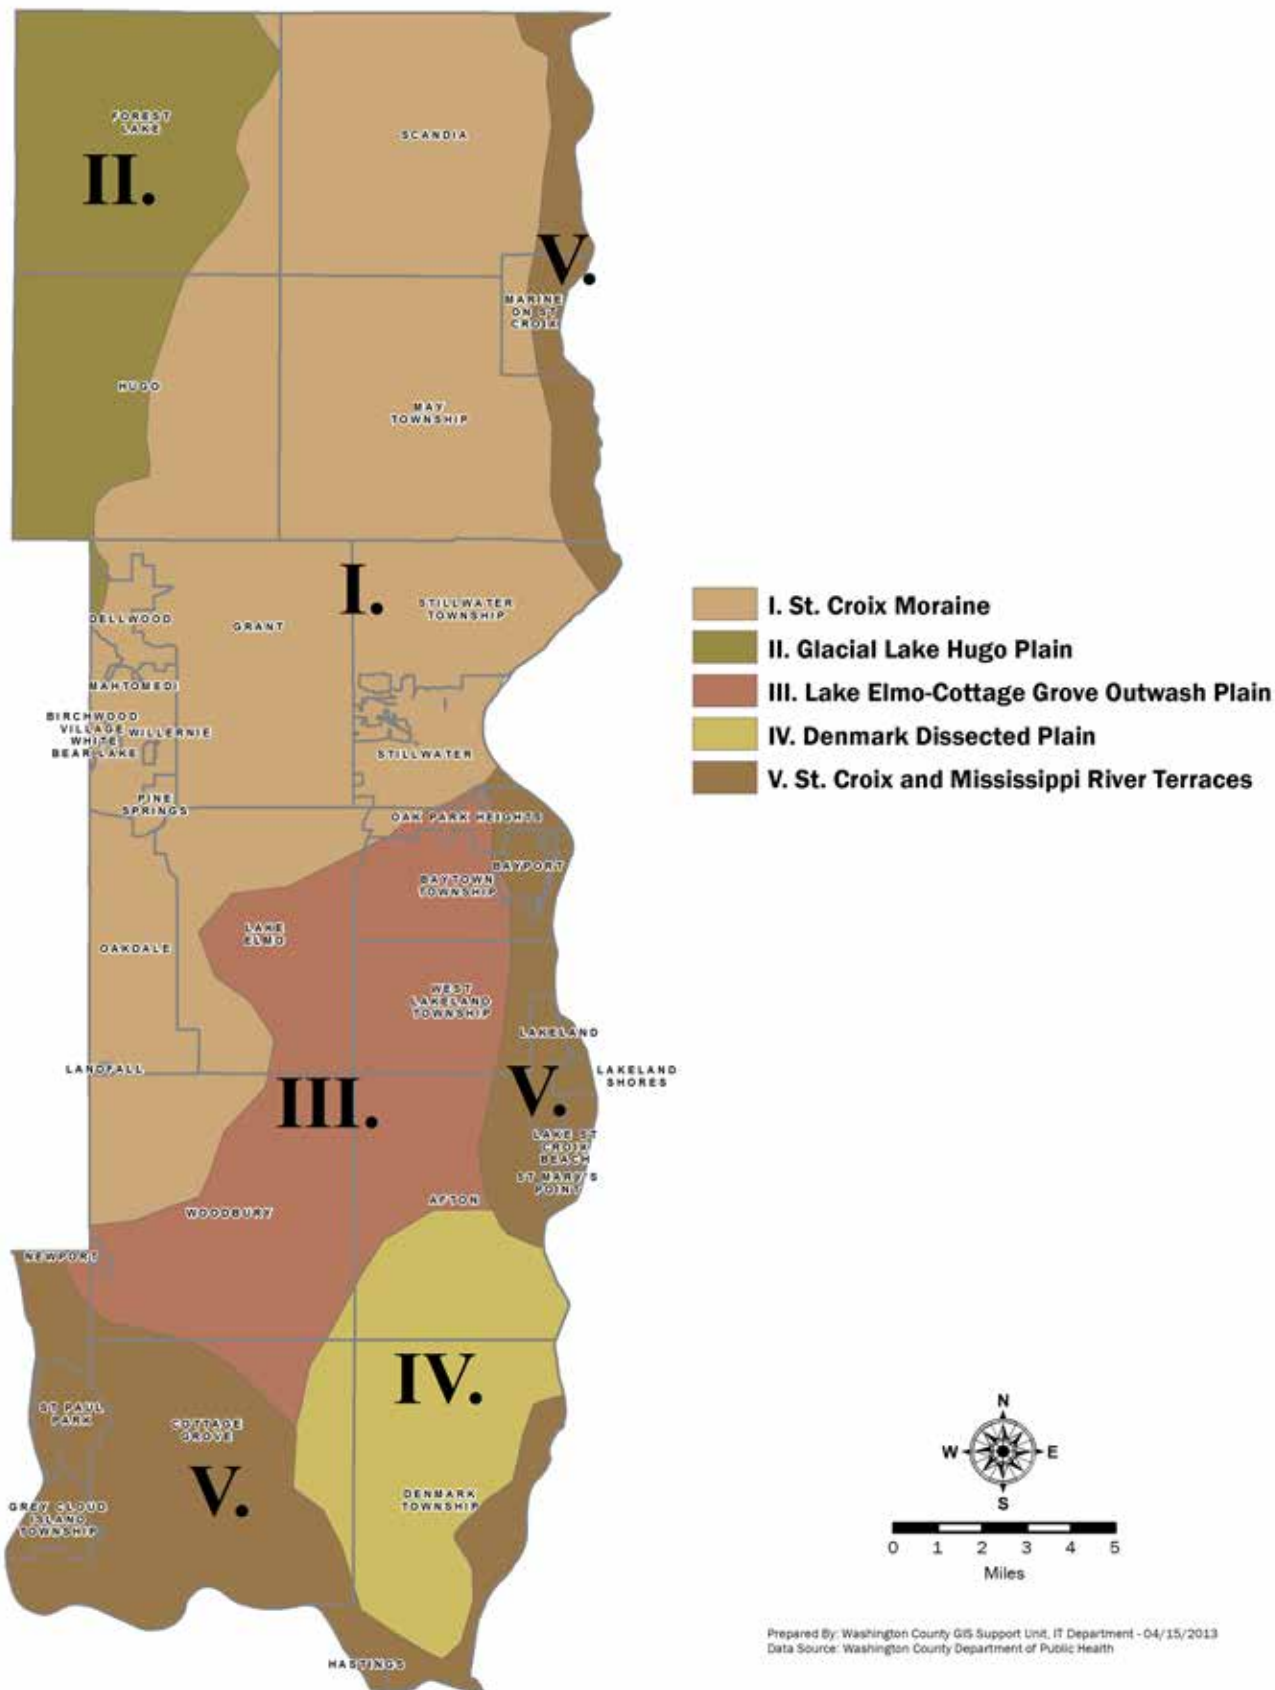 FOREST
LAKE
II.
SCANDIA
V.
MARINE
ON ST
CROIX
HUGO
MAY
TOWNSHIP
I.
STILLWATER
TOWNSHIP
DELLWOOD
GRANT
MAHTOMEDI
BIRCHWOOD
VILLAGE
WILLERNIE
WHITE
BEAR LAKE
STILLWATER
PINE
SPRINGS
OAK PARK HEIGHTS
BAYPORT
BAYTOWN
TOWNSHIP
LAKE
ELMO
OAKDALE
WEST
LAKELAND
TOWNSHIP
LAKELAND
LANDFALL
LAKELAND
SHORES
III.
V.
LAKE ST
CROIX
BEACH
ST MARY'S
POINT
AFTON
WOODBURY
NEWPORT
IV.
ST PAUL
PARK
COTTAGE
GROVE
V.
DENMARK
TOWNSHIP
GREY CLOUD
ISLAND
TOWNSHIP
HASTINGS
I. St. Croix Moraine
II. Glacial Lake Hugo Plain
III. Lake Elmo-Cottage Grove Outwash Plain
IV. Denmark Dissected Plain
V. St. Croix and Mississippi River Terraces
N
W E
S
0 1 2 3 4 5
Miles
Prepared By: Washington County GIS Support Unit, IT Department - 04/15/2013
Data Source: Washington County Department of Public Health